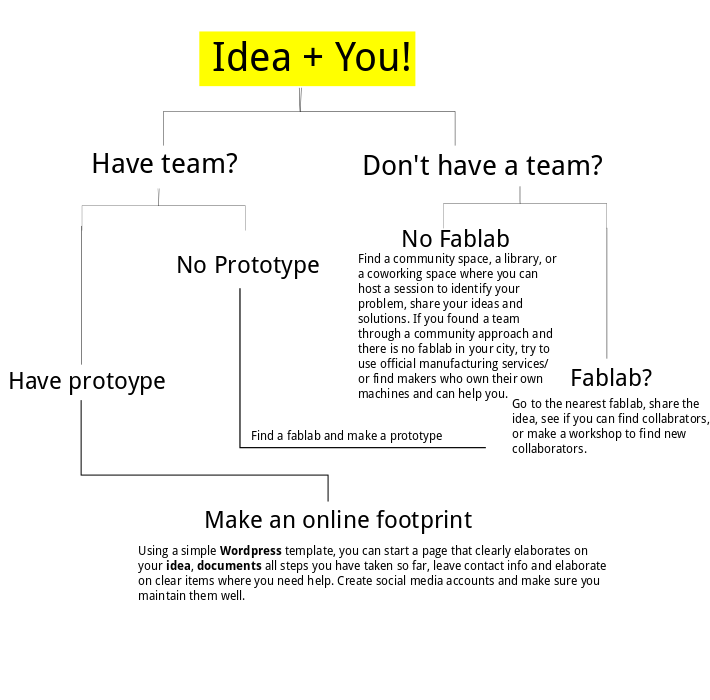 Idea + You!
Have team?
Don't have a team?
No Fablab
Find a community space, a library, or
a coworking space where you can
host a session to identify your
problem, share your ideas and
solutions. If you found a team
through a community approach and
there is no fablab in your city, try to
use official manufacturing services/
or find makers who own their own
machines and can help you.
No Prototype
Have protoype
Fablab?
Go to the nearest fablab, share the
idea, see if you can find collabrators,
or make a workshop to find new
collaborators.
Find a fablab and make a prototype
Make an online footprint
Using a simple Wordpress template, you can start a page that clearly elaborates on
your idea, documents all steps you have taken so far, leave contact info and elaborate
on clear items where you need help. Create social media accounts and make sure you
maintain them well.